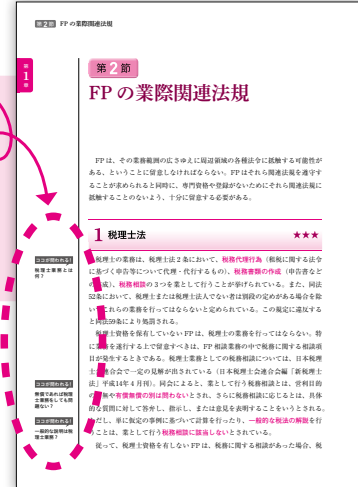 第2節 FPの業際関連法規
第1章
第2節
FPの業際関連法規
FPは、その業務範囲の広さゆえに周辺領域の各種法令に抵触する可能性が
ある、ということに留意しなければならない。FPはそれら関連法規を遵守す
ることが求められると同時に、専門資格や登録がないためにそれら関連法規に
抵触することのないよう、十分に留意する必要がある。
1 税理士法 ★★★
ココが問われる!
税理士業務とは
何?
税理士の業務は、税理士法2条において、税務代理行為(租税に関する法令
に基づく申告等について代理・代行するもの)、税務書類の作成(申告書など
の作成)、税務相談の3つを業として行うことが挙げられている。また、同法
52条において、税理士または税理士法人でない者は別段の定めがある場合を除
いてこれらの業務を行ってはならないと定められている。この規定に違反する
と同法59条により処罰される。
税理士資格を保有していないFPは、税理士の業務を行ってはならない。特
に業務を遂行する上で留意すべきは、FP相談業務の中で税務に関する相談項
目が発生するときである。税理士業務としての税務相談については、日本税理
士連合会で一定の見解が出されている(日本税理士連合会編「新税理士
法」平成14年4月刊)。同会によると、業として行う税務相談とは、営利目的
の有無や有償無償の別は問わないとされ、さらに税務相談に応じるとは、具体
的な質問に対して答弁し、指示し、または意見を表明することをいうとされる。
ただし、単に仮定の事例に基づいて計算を行ったり、一般的な税法の解説を行
うことは、業として行う税務相談に該当しないとされている。
従って、税理士資格を有しないFPは、税務に関する相談があった場合、税
ココが問われる!
無償であれば税理
士業務をしても問
題ない?
ココが問われる!
一般的な説明は税
理士業務?